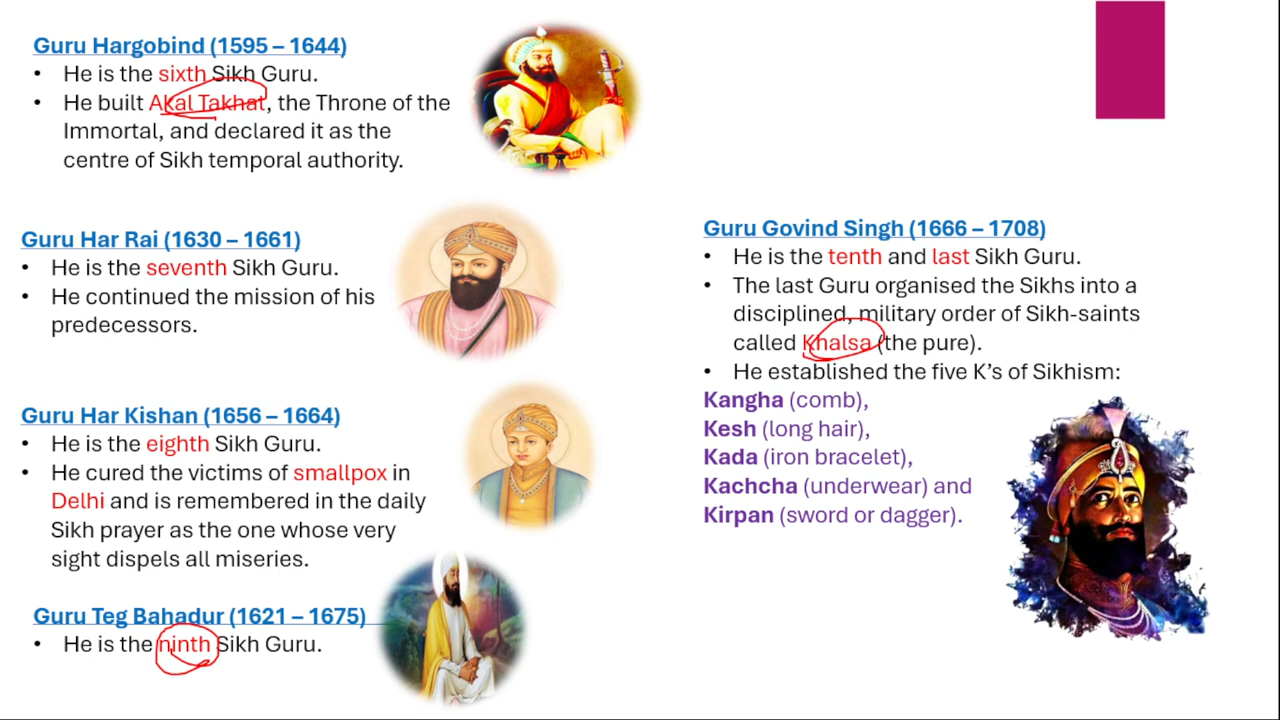 Guru Hargobind (1595 – 1644)
• He is the sixth Sikh Guru.
• He built Akal Takhat, the Throne of the
Immortal, and declared it as the
centre of Sikh temporal authority.
Guru Har Rai (1630 – 1661)
• He is the seventh Sikh Guru.
• He continued the mission of his
predecessors.
Guru Har Kishan (1656 – 1664)
• He is the eighth Sikh Guru.
• He cured the victims of smallpox in
Delhi and is remembered in the daily
Sikh prayer as the one whose very
sight dispels all miseries.
Guru Teg Bahadur (1621 – 1675)
• He is the ninth Sikh Guru.
Guru Govind Singh (1666 – 1708)
• He is the tenth and last Sikh Guru.
• The last Guru organised the Sikhs into a
disciplined, military order of Sikh-saints
called Khalsa (the pure).
• He established the five K’s of Sikhism:
Kangha (comb),
Kesh (long hair),
Kada (iron bracelet),
Kachcha (underwear) and
Kirpan (sword or dagger).